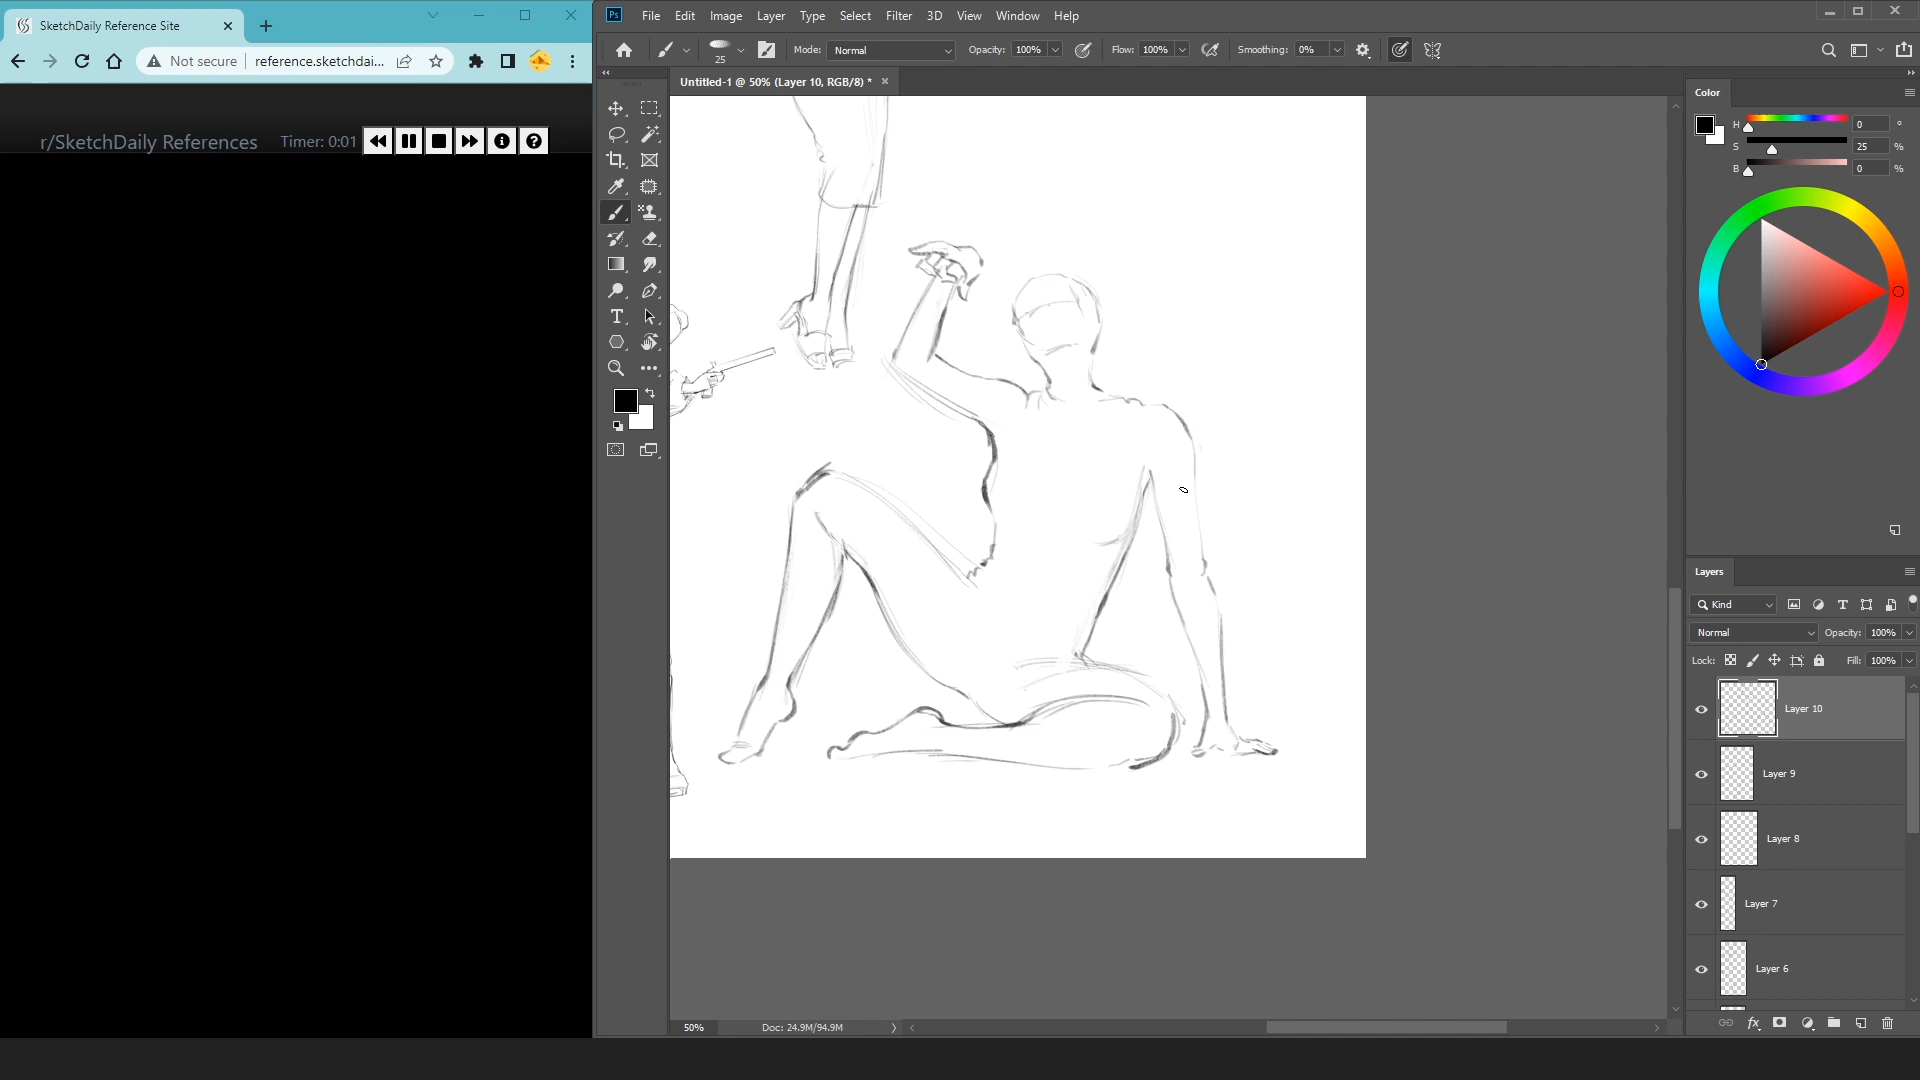 SketchDaily Reference Site
Not secure
reference.sketchdai...
r/SketchDaily References
Timer: 0:01
Ps
File Edit Image Layer Type Select Filter 3D View Window Help
25
Mode: Normal
Opacity: 100%
Flow: 100%
Smoothing: 0%
Untitled-1 @ 50% (Layer 10, RGB/8) *
Color
H 0 °
S 25 %
B 0 %
Layers
Kind
Normal
Opacity: 100%
Lock:
Fill: 100%
Layer 10
Layer 9
Layer 8
Layer 7
Layer 6
50%
Doc: 24.9M/94.9M